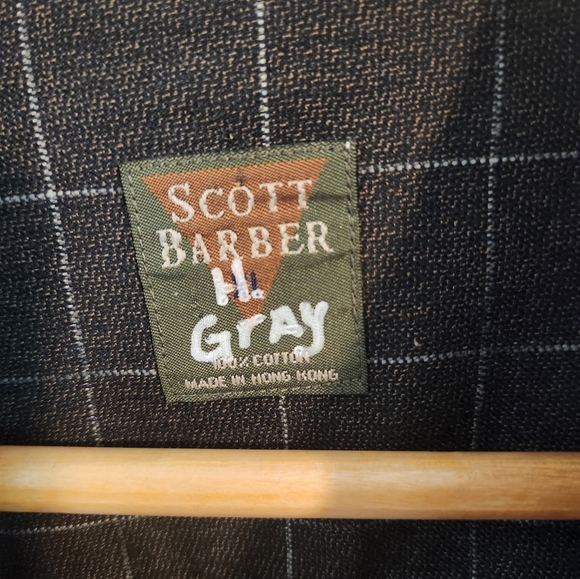 SCOTT
BARBER
H.
Gray
100% COTTON
MADE IN HONG KONG